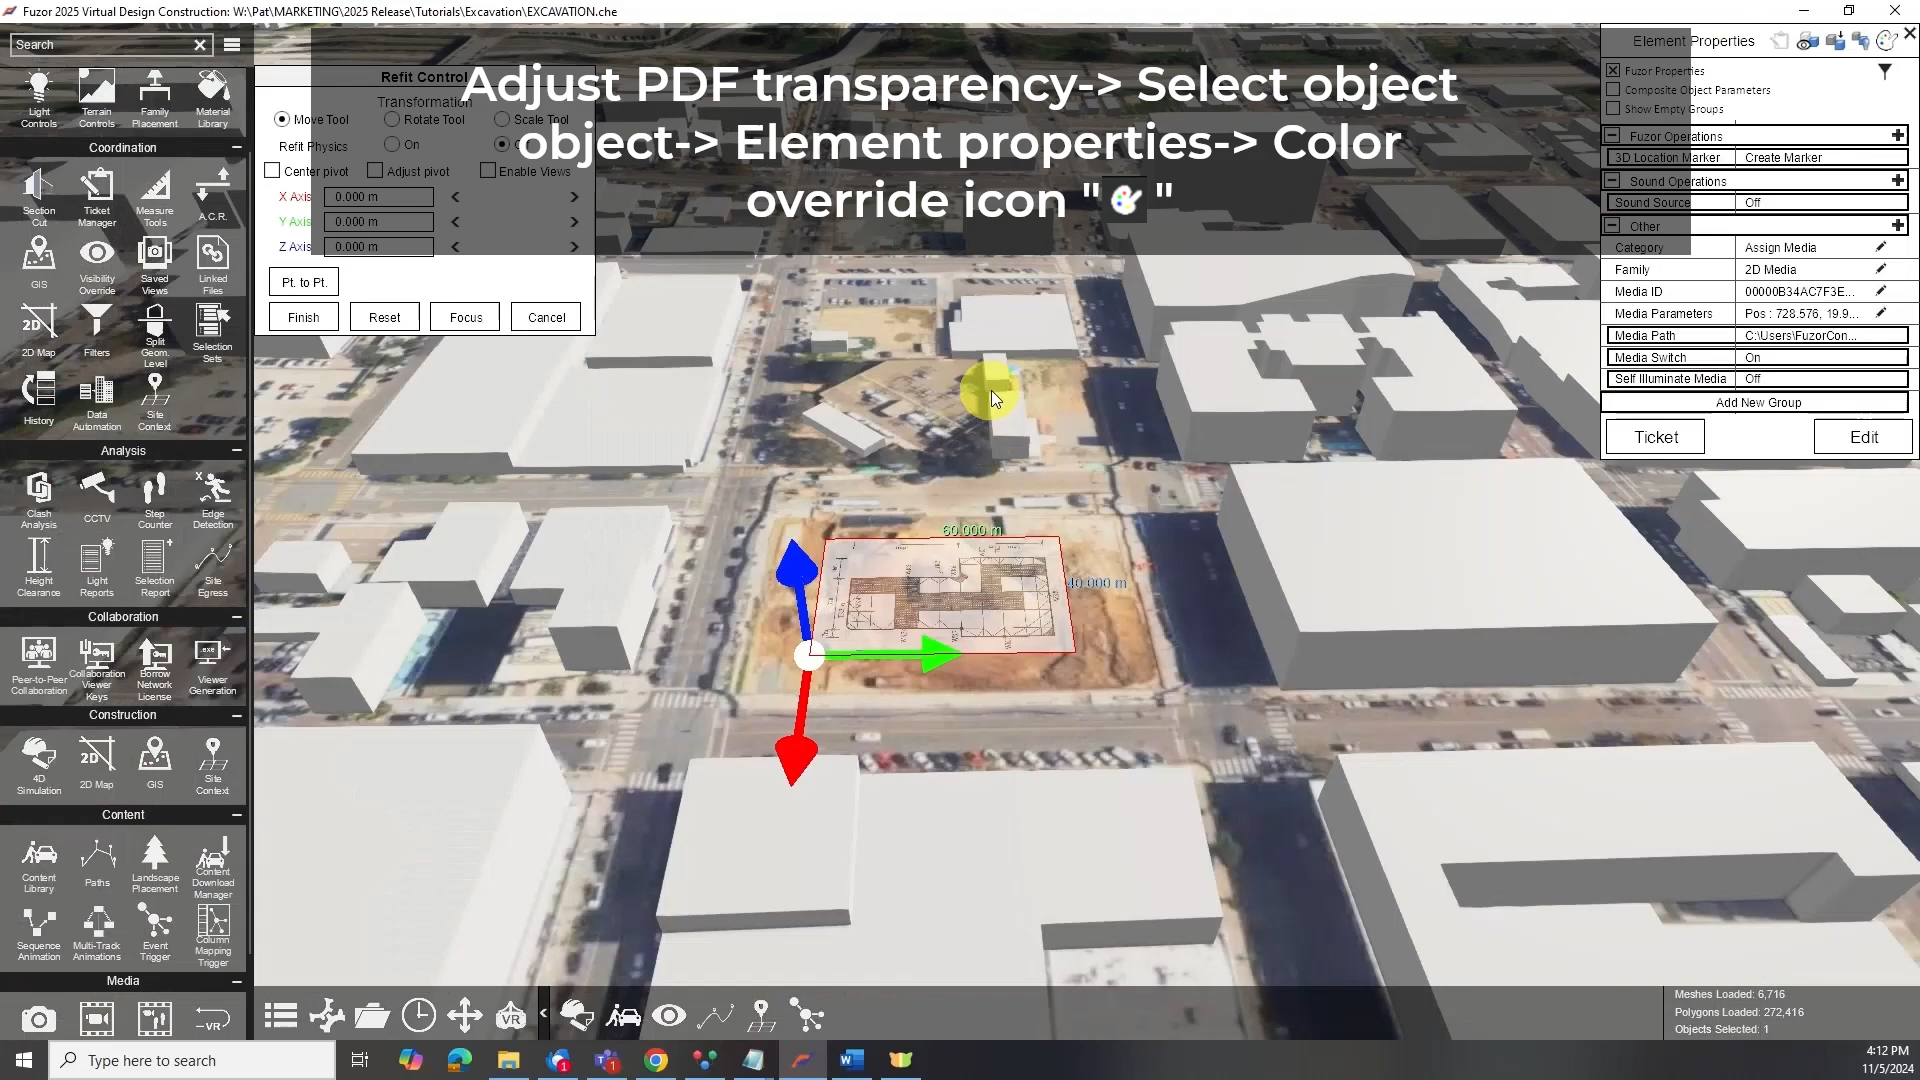 Fuzor 2025 Virtual Design Construction: W:\Pat\MARKETING\2025 Release\Tutorials\Excavation\EXCAVATION.che
Search
Light Controls
Terrain Controls
Family Placement
Material Library
Coordination
Section Cut
Ticket Manager
Measure Tools
A.C.R.
GIS
Visibility Override
Saved Views
Linked Files
2D Map
Filters
Split Geom. Level
Selection Sets
History
Data Automation
Site Context
Analysis
Clash Analysis
CCTV
Step Counter
Edge Detection
Height Clearance
Light Reports
Selection Report
Site Egress
Collaboration
Peer-to-Peer Collaboration
Collaboration Viewer Keys
Borrow Network License
Viewer Generation
Construction
4D Simulation
2D Map
GIS
Site Context
Content
Content Library
Paths
Landscape Placement
Content Download Manager
Sequence Animation
Multi-Track Animations
Event Trigger
Column Mapping Trigger
Media
VR
Refit Control
Transformation
Move Tool
Rotate Tool
Scale Tool
Refit Physics
On
Center pivot
Adjust pivot
Enable Views
X Axis 0.000 m < >
Y Axis 0.000 m < >
Z Axis 0.000 m < >
Pt. to Pt.
Finish
Reset
Focus
Cancel
Adjust PDF transparency-> Select object
object-> Element properties-> Color
override icon " "
60.000 m
40.000 m
Element Properties
Fuzor Properties
Composite Object Parameters
Show Empty Groups
Fuzor Operations
3D Location Marker Create Marker
Sound Operations
Sound Source Off
Other
Category Assign Media
Family 2D Media
Media ID 00000B34AC7F3E...
Media Parameters Pos : 728.576, 19.9...
Media Path C:\Users\FuzorCon...
Media Switch On
Self Illuminate Media Off
Add New Group
Ticket
Edit
VR
Meshes Loaded: 6,716
Polygons Loaded: 272,416
Objects Selected: 1
Type here to search
4:12 PM
11/5/2024